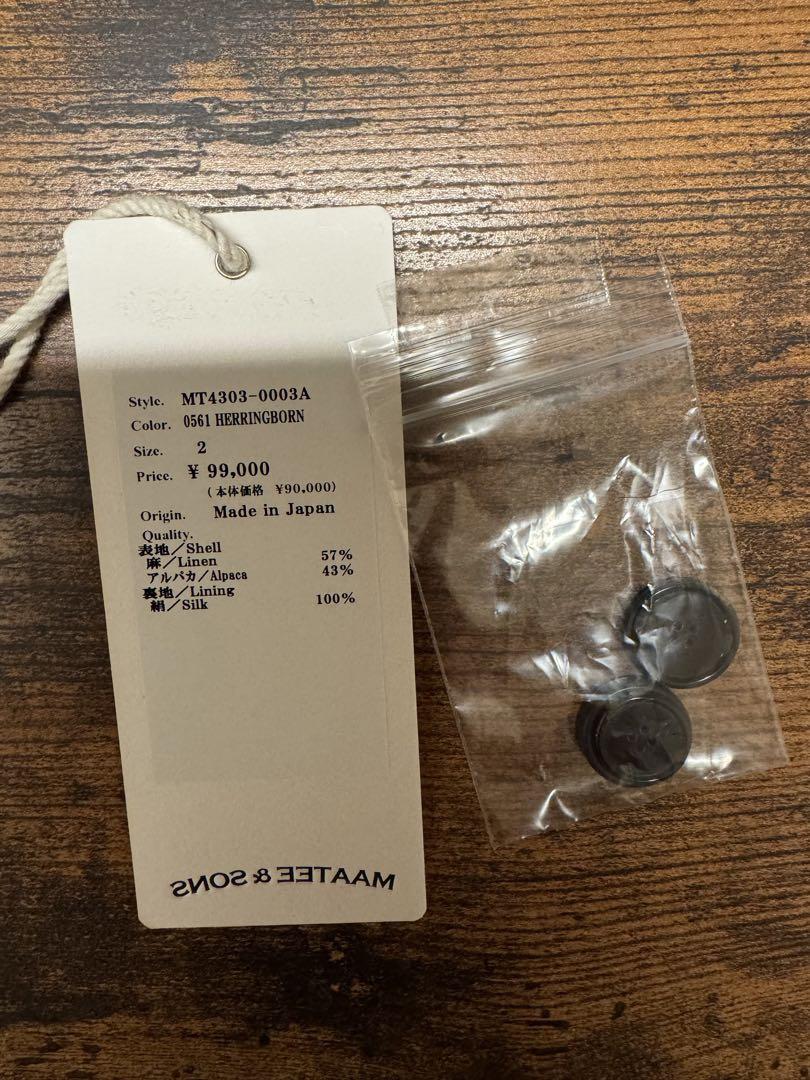 Style. MT4303-0003A
Color. 0561 HERRINGBORN
Size. 2
Price. ¥ 99,000
(本体価格 ¥90,000)
Origin. Made in Japan
Quality.
表地／Shell
麻／Linen 57%
アルパカ／Alpaca 43%
裏地／Lining
絹／Silk 100%
MAATEE & SONS